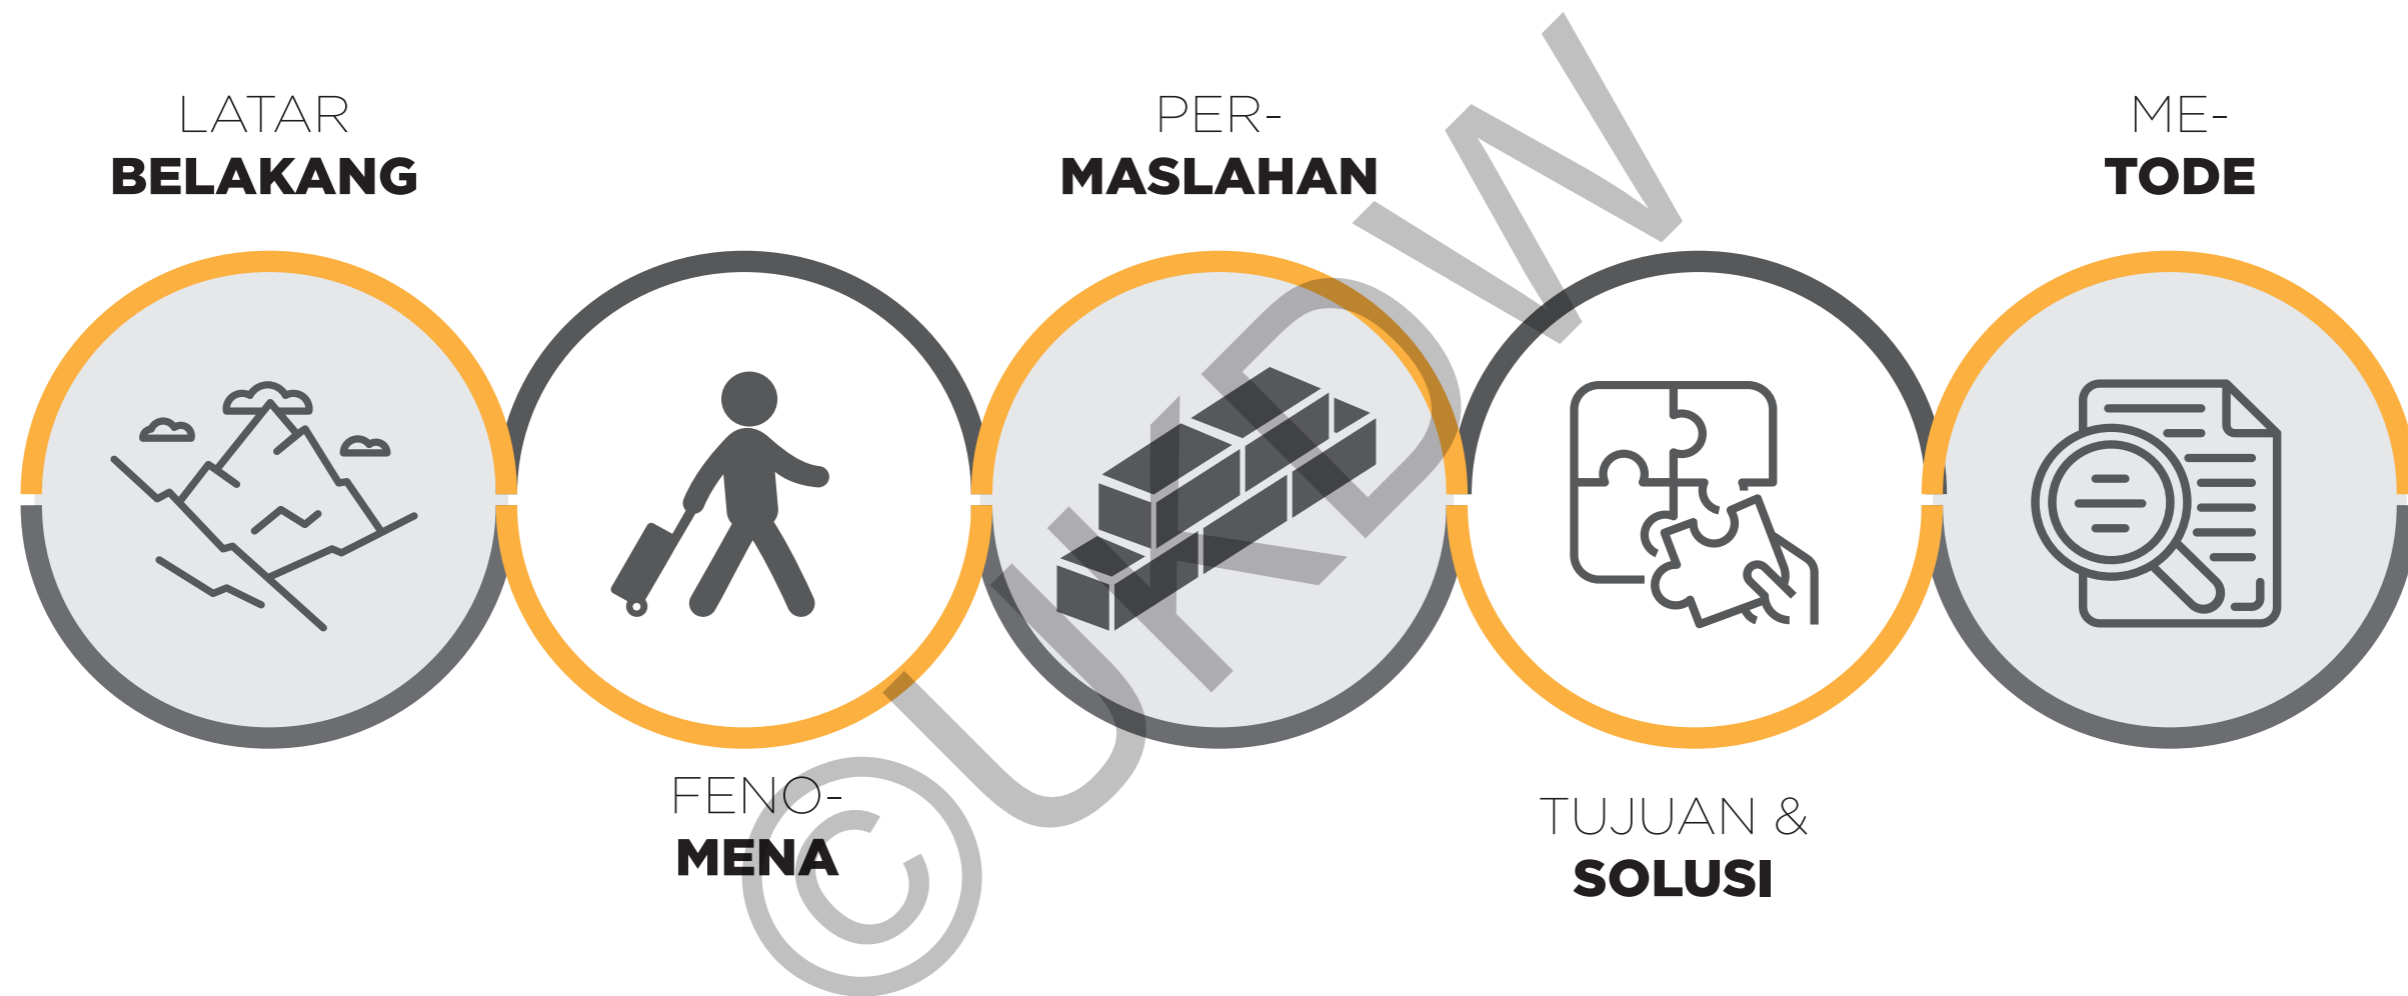 LATAR
BELAKANG
FENO-
MENA
PER-
MASLAHAN
TUJUAN &
SOLUSI
ME-
TODE
© UKDW